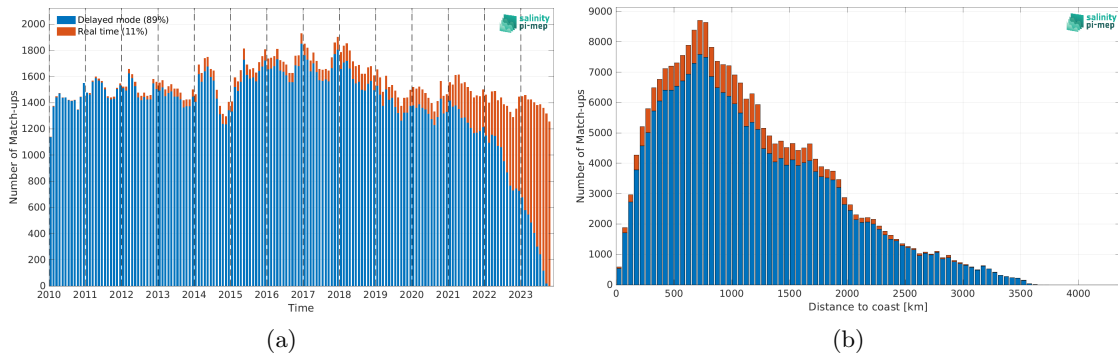 Delayed mode (89%)
Real time (11%)
salinity
pi-mep
Number of Match-ups
2000
1800
1600
1400
1200
1000
800
600
400
200
0
2010 2011 2012 2013 2014 2015 2016 2017 2018 2019 2020 2021 2022 2023
Time
(a)
salinity
pi-mep
Number of Match-ups
9000
8000
7000
6000
5000
4000
3000
2000
1000
0
0 500 1000 1500 2000 2500 3000 3500 4000
Distance to coast [km]
(b)